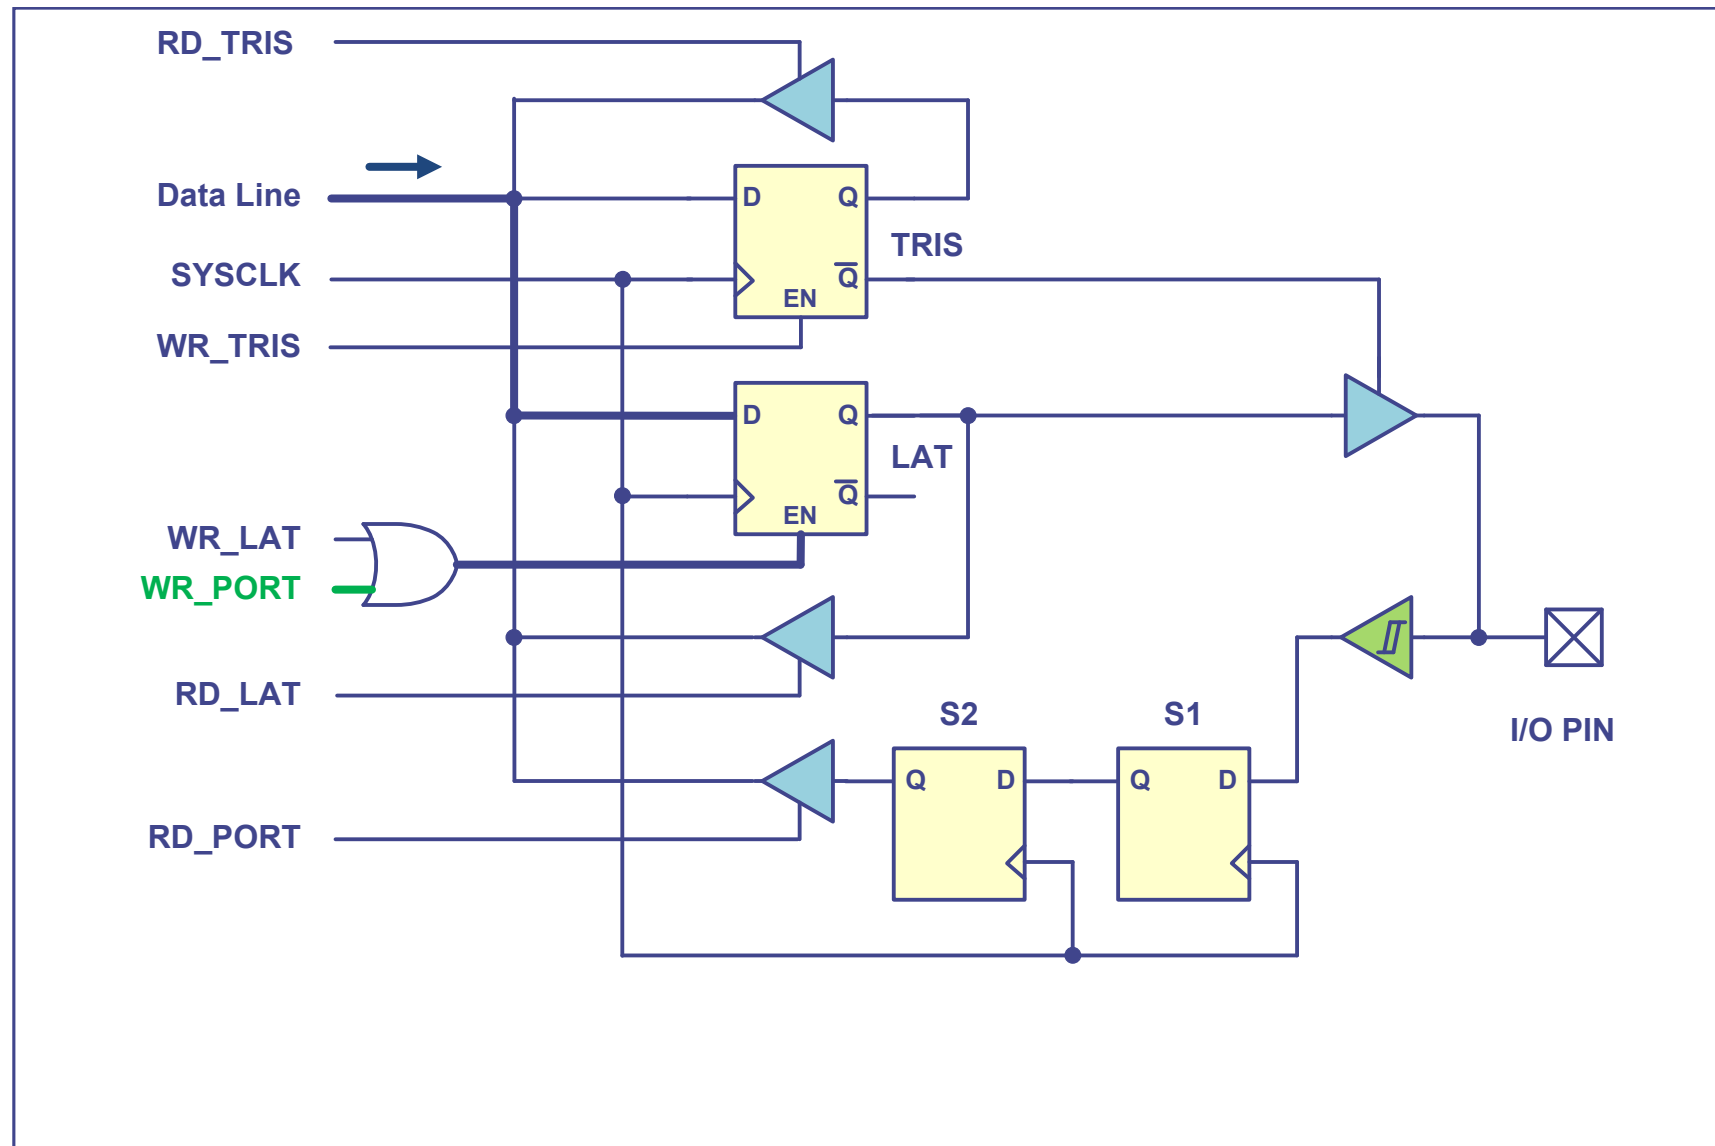 RD_TRIS
Data Line
D
Q
TRIS
SYSCLK
Q̅
EN
WR_TRIS
D
Q
LAT
Q̅
EN
WR_LAT
WR_PORT
RD_LAT
S2
S1
I/O PIN
Q
D
Q
D
RD_PORT